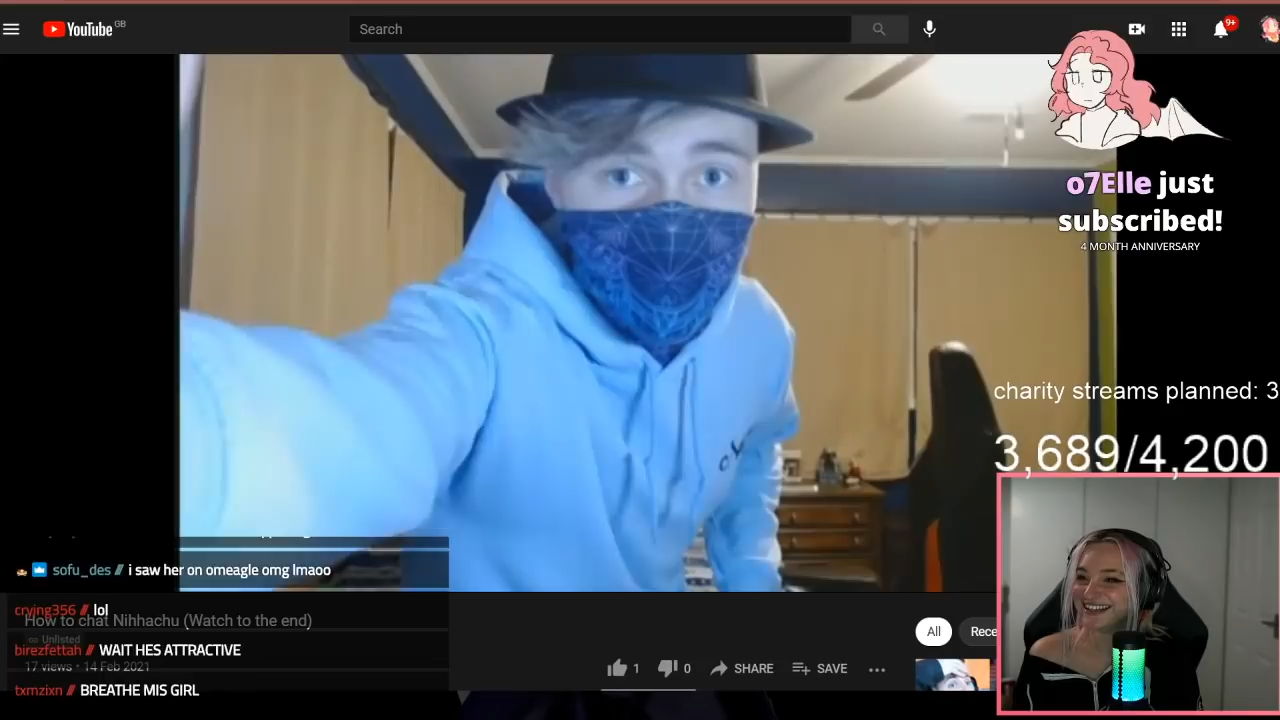 YouTube GB
Search
9+
o7Elle just
subscribed!
4 MONTH ANNIVERSARY
charity streams planned: 3
3,689/4,200
sofu_des // i saw her on omeagle omg lmaoo
crying356 // lol
How to chat Nihhachu (Watch to the end)
Unlisted
birezfettah // WAIT HES ATTRACTIVE
17 views • 14 Feb 2021
txmzixn // BREATHE MIS GIRL
1
0
SHARE
SAVE
All
Rece